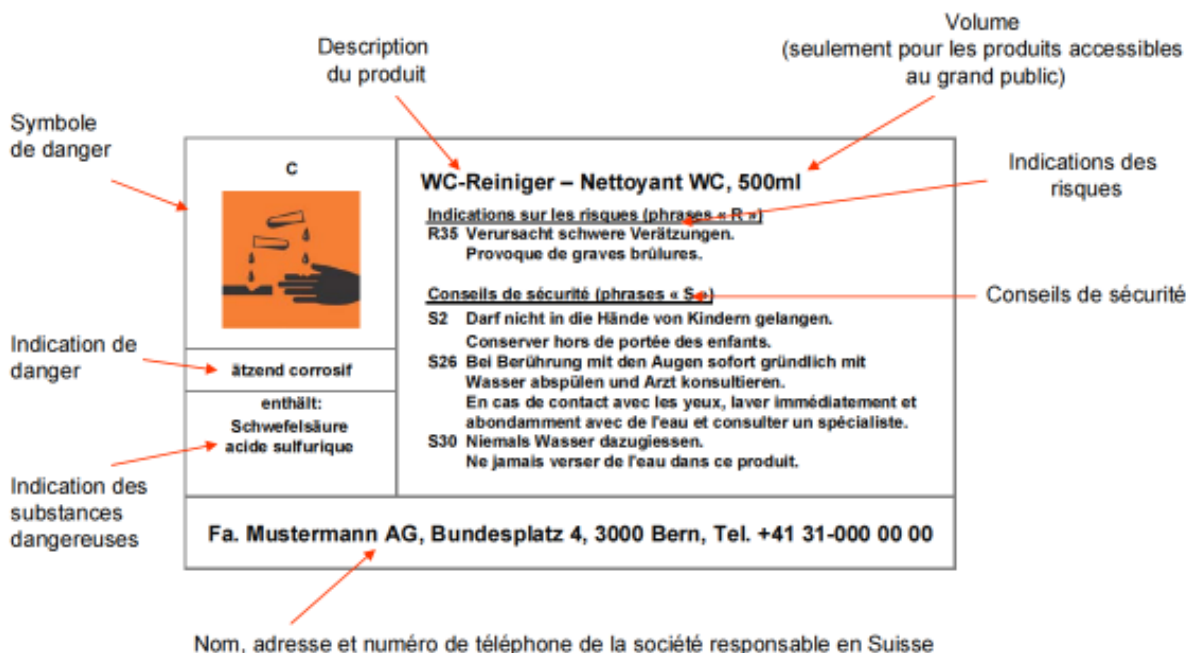 Description
du produit
Volume
(seulement pour les produits accessibles
au grand public)
Symbole
de danger
Indications des
risques
C
WC-Reiniger – Nettoyant WC, 500ml
Indications sur les risques (phrases « R »)
R35 Verursacht schwere Verätzungen.
Provoque de graves brûlures.
Conseils de sécurité (phrases « S »)
Conseils de sécurité
S2 Darf nicht in die Hände von Kindern gelangen.
Conserver hors de portée des enfants.
S26 Bei Berührung mit den Augen sofort gründlich mit
Wasser abspülen und Arzt konsultieren.
En cas de contact avec les yeux, laver immédiatement et
abondamment avec de l'eau et consulter un spécialiste.
S30 Niemals Wasser dazugiessen.
Ne jamais verser de l'eau dans ce produit.
Indication de
danger
ätzend corrosif
enthält:
Schwefelsäure
acide sulfurique
Indication des
substances
dangereuses
Fa. Mustermann AG, Bundesplatz 4, 3000 Bern, Tel. +41 31-000 00 00
Nom, adresse et numéro de téléphone de la société responsable en Suisse